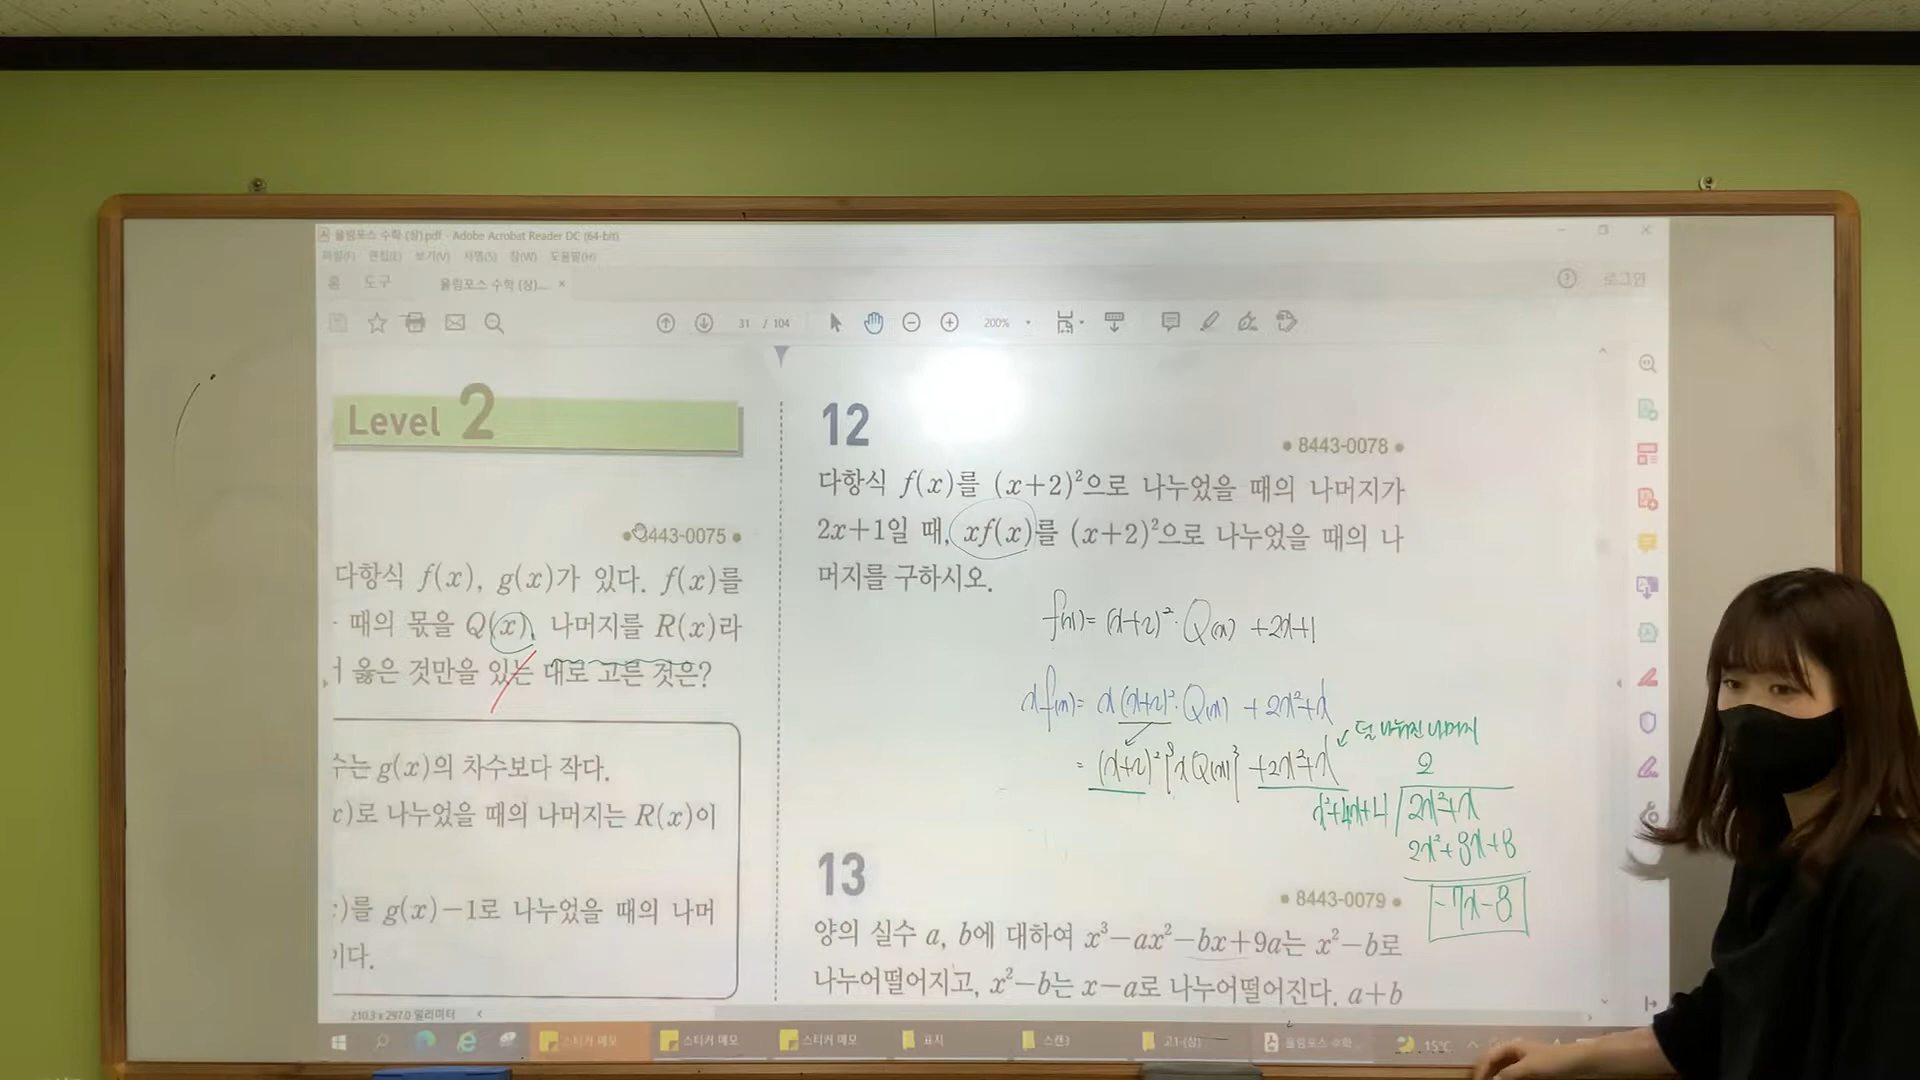 올림포스 수학 (상).pdf - Adobe Acrobat Reader DC (64-bit)
파일(F) 편집(E) 보기(V) 서명(S) 창(W) 도움말(H)
홈 도구 올림포스 수학 (상).... × 로그인
31 / 104 200%
Level 2
8443-0075
다항식 f(x), g(x)가 있다. f(x)를
때의 몫을 Q(x), 나머지를 R(x)라
옳은 것만을 있는 대로 고른 것은?
수는 g(x)의 차수보다 작다.
x)로 나누었을 때의 나머지는 R(x)이
)를 g(x)-1로 나누었을 때의 나머
이다.
12
8443-0078
다항식 f(x)를 (x+2)²으로 나누었을 때의 나머지가
2x+1일 때, xf(x)를 (x+2)²으로 나누었을 때의 나
머지를 구하시오.
f(x)= (x+2)²·Q(x) +2x+1
xf(x)= x(x+2)²·Q(x) +2x²+x
덜 나눠진 나머지
= (x+2)²{xQ(x)} +2x²+x
2
x²+4x+4 2x²+x
2x²+8x+8
-7x-8
13
8443-0079
양의 실수 a, b에 대하여 x³-ax²-bx+9a는 x²-b로
나누어떨어지고, x²-b는 x-a로 나누어떨어진다. a+b
210.3 x 297.0 밀리미터
스티커 메모 스티커 메모 스티커 메모 표지 스캔3 고1-(상) 올림포스 수학... 15°C